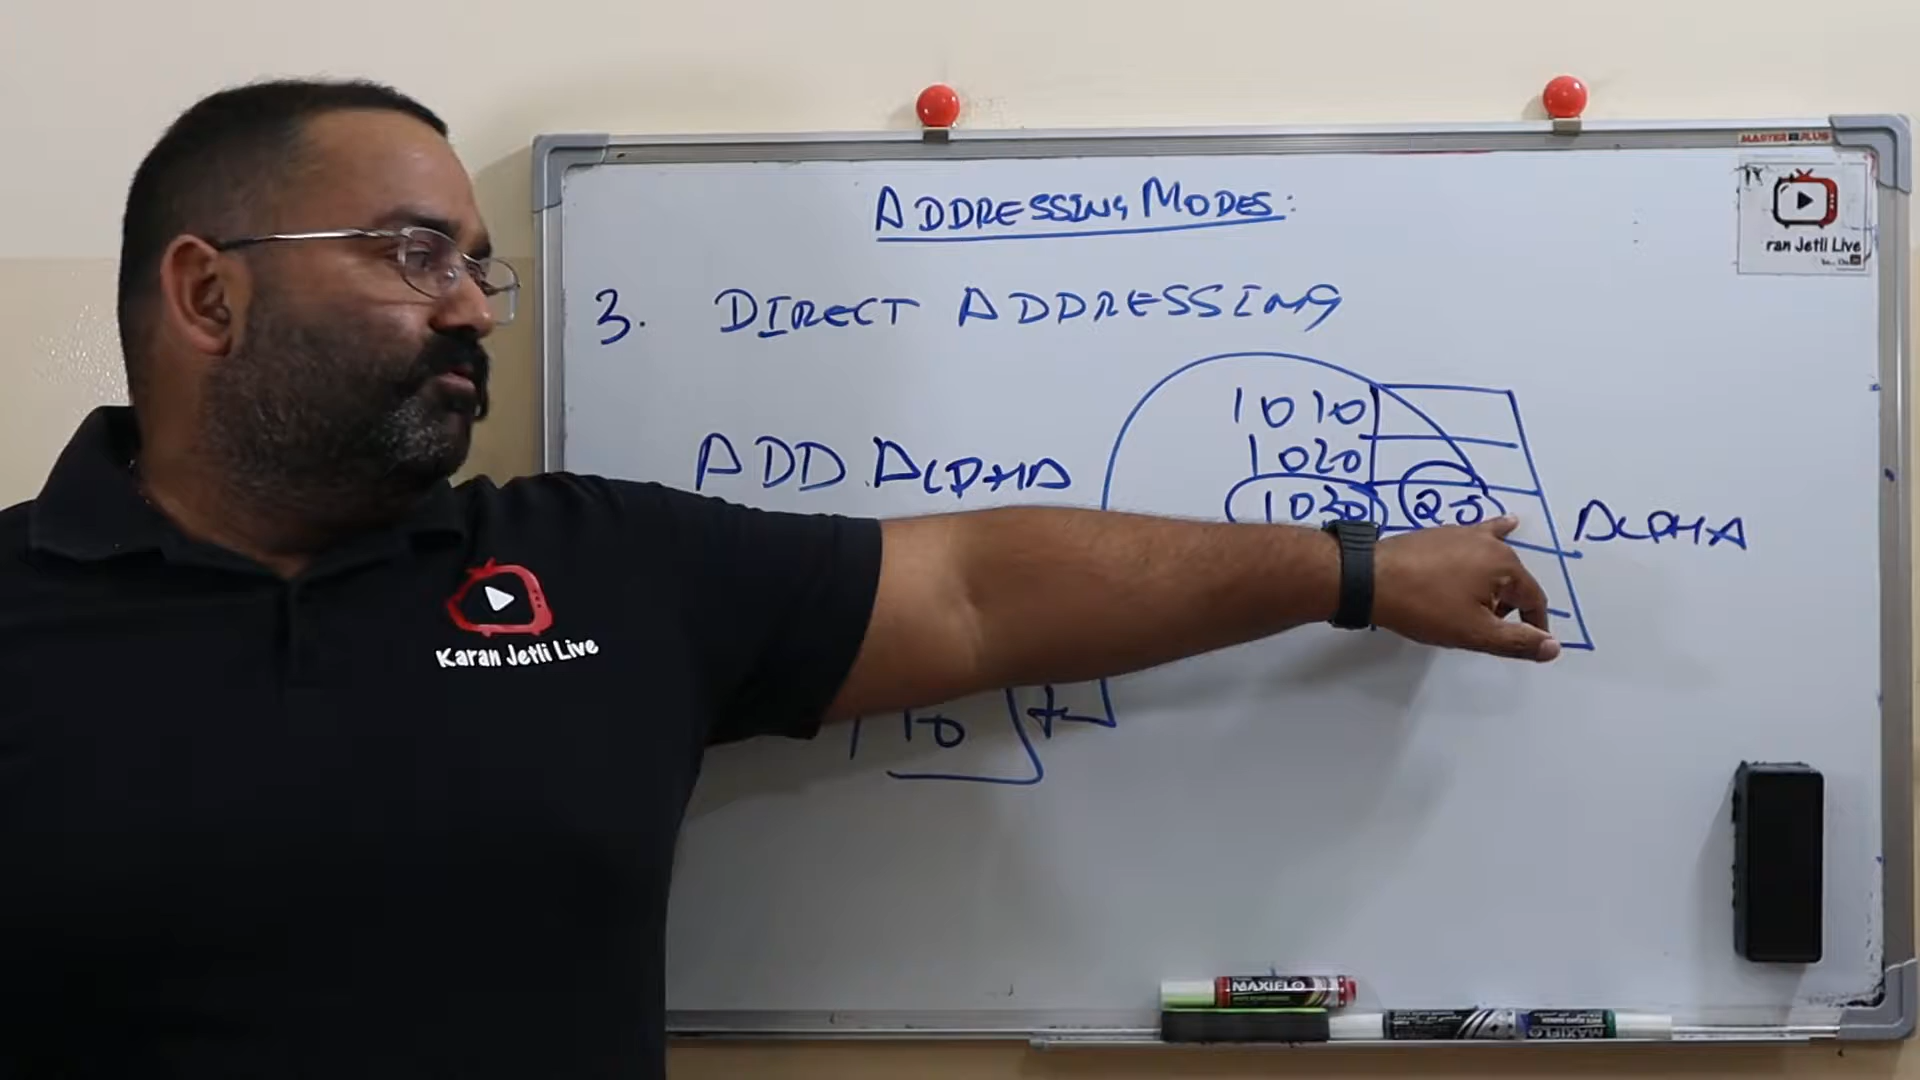 MASTER PLUS
ADDRESSING MODES:
ran Jetli Live
3. DIRECT ADDRESSING
1010
ADD ALPHA
1020
1030 20
ALPHA
Karan Jetli Live
10 +
MAXIFLO
MAXIFLO